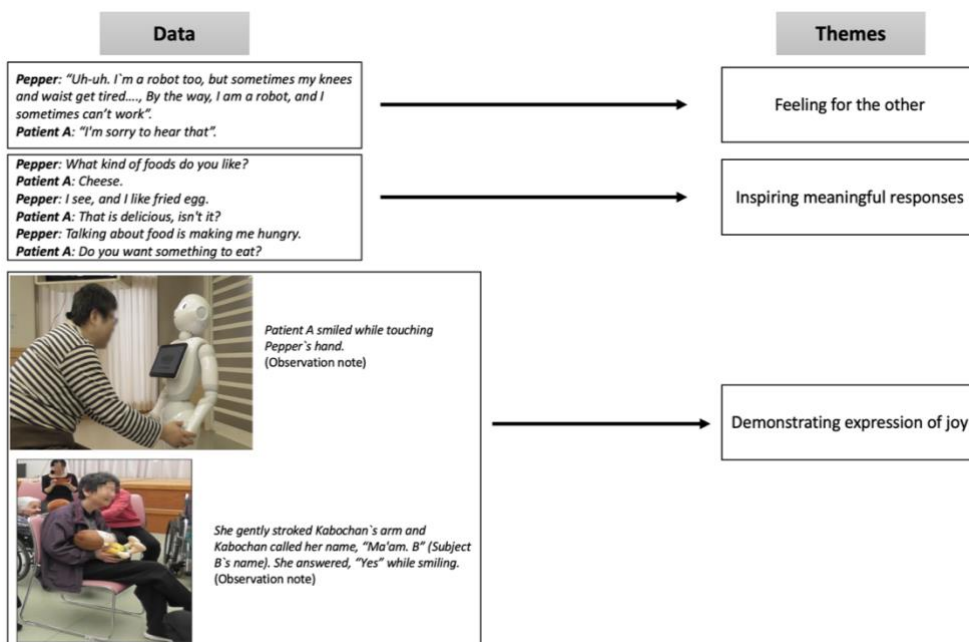 Data
Themes
Pepper: “Uh-uh. I`m a robot too, but sometimes my knees
and waist get tired...., By the way, I am a robot, and I
sometimes can’t work”.
Patient A: “I'm sorry to hear that”.
Feeling for the other
Pepper: What kind of foods do you like?
Patient A: Cheese.
Pepper: I see, and I like fried egg.
Patient A: That is delicious, isn't it?
Pepper: Talking about food is making me hungry.
Patient A: Do you want something to eat?
Inspiring meaningful responses
Patient A smiled while touching
Pepper`s hand.
(Observation note)
Demonstrating expression of joy
She gently stroked Kabochan`s arm and
Kabochan called her name, “Ma'am. B” (Subject
B`s name). She answered, “Yes” while smiling.
(Observation note)